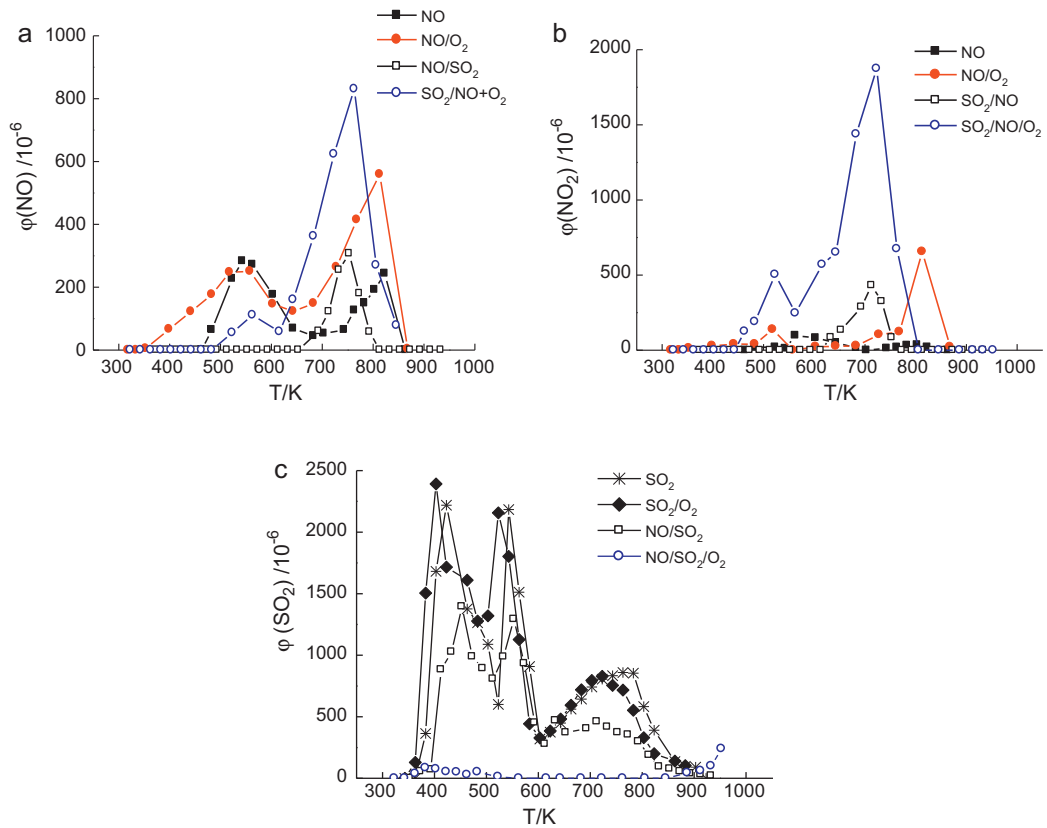 a
NO
NO/O2
NO/SO2
SO2/NO+O2
1000
800
600
400
200
0
φ(NO) /10-6
300 400 500 600 700 800 900 1000
T/K
b
NO
NO/O2
SO2/NO
SO2/NO/O2
2000
1500
1000
500
0
φ(NO2) /10-6
300 400 500 600 700 800 900 1000
T/K
c
SO2
SO2/O2
NO/SO2
NO/SO2/O2
2500
2000
1500
1000
500
0
φ (SO2) /10-6
300 400 500 600 700 800 900 1000
T/K